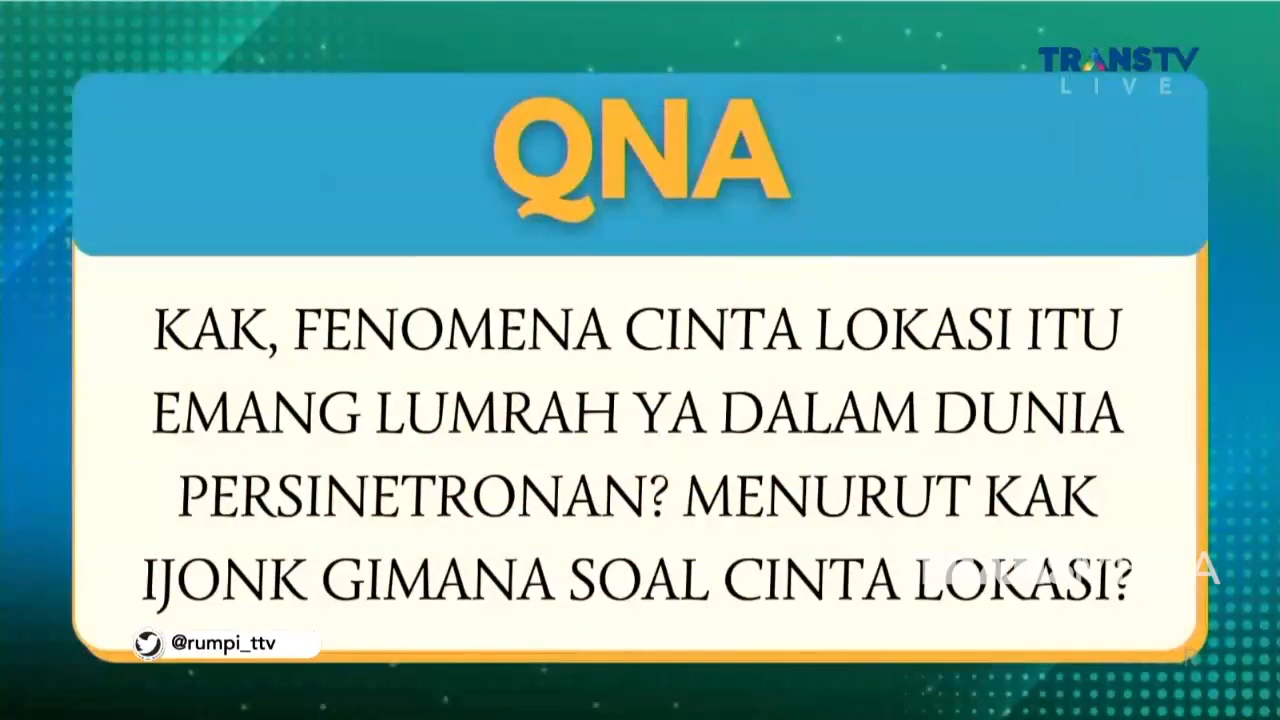 TRANSTV
LIVE
QNA
KAK, FENOMENA CINTA LOKASI ITU
EMANG LUMRAH YA DALAM DUNIA
PERSINETRONAN? MENURUT KAK
IJONK GIMANA SOAL CINTA LOKASI?
@rumpi_ttv